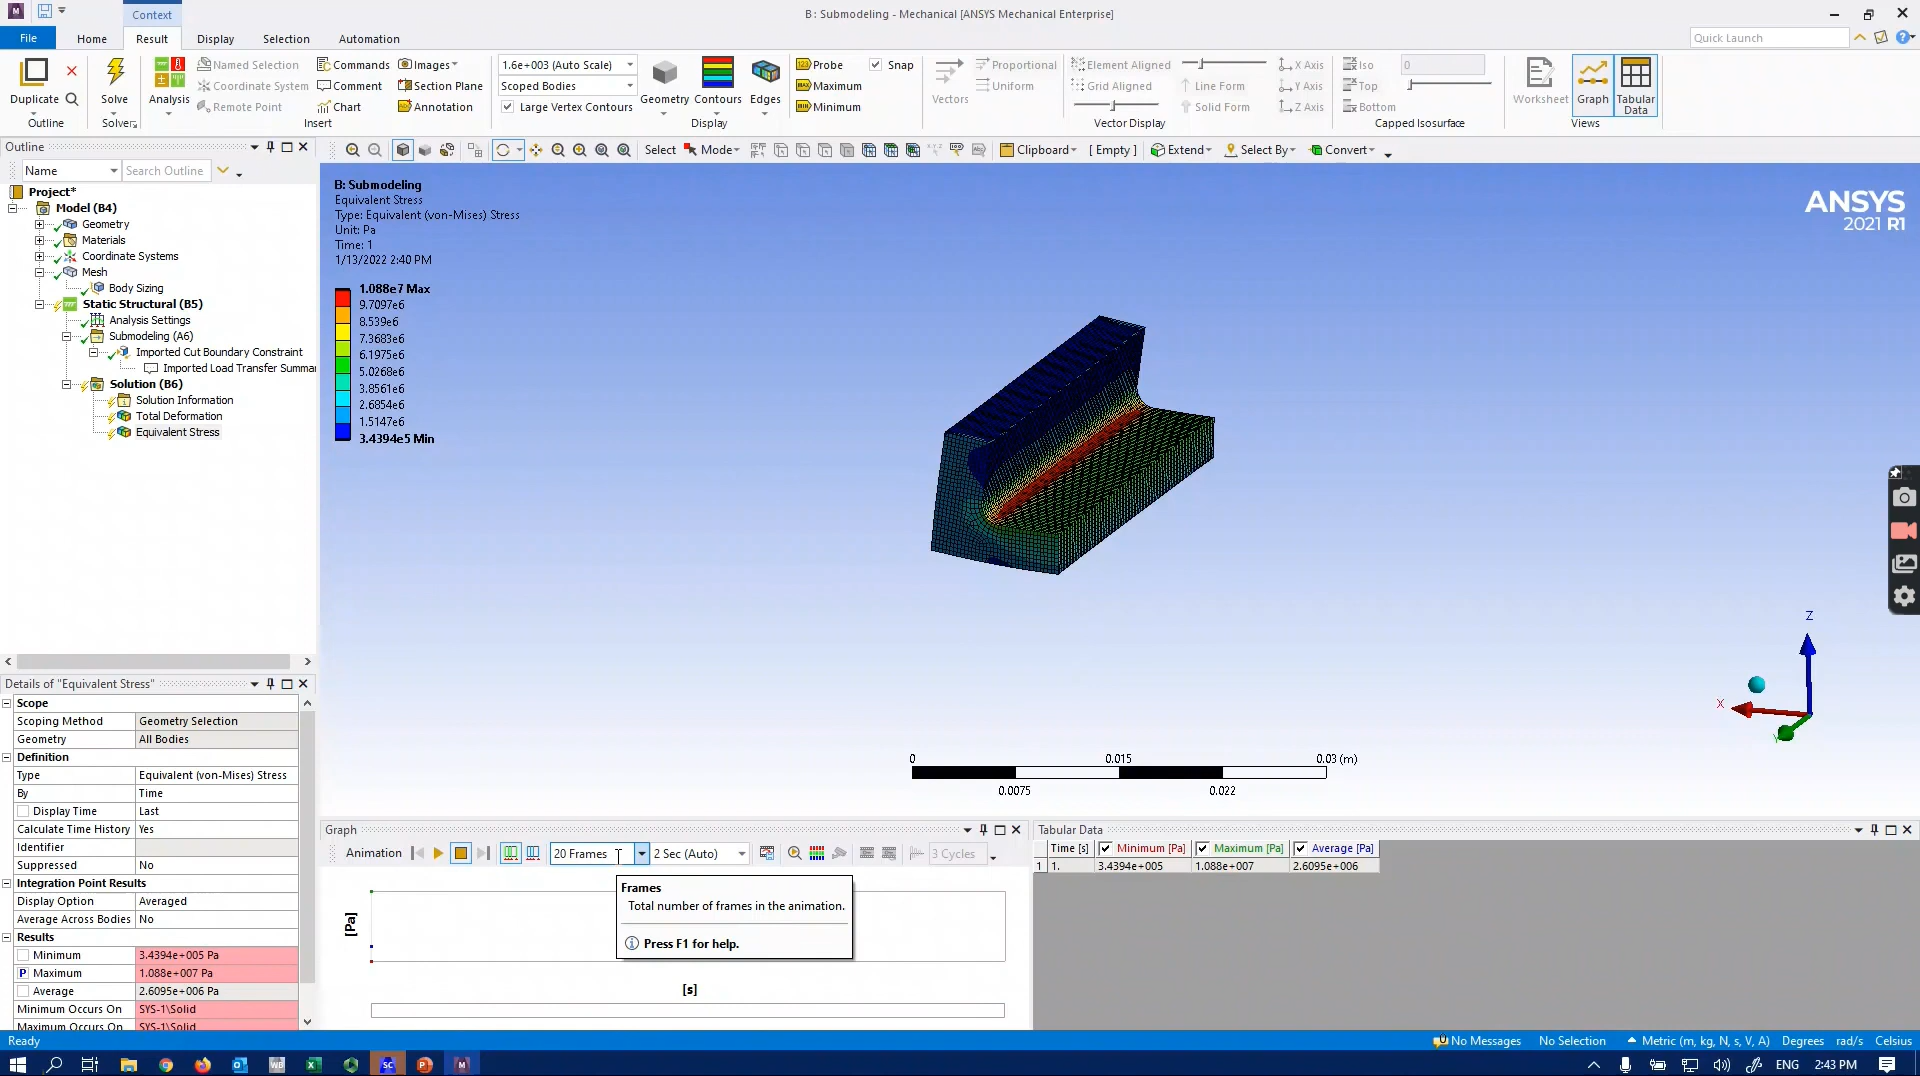 Context
B: Submodeling - Mechanical [ANSYS Mechanical Enterprise]
File Home Result Display Selection Automation
Quick Launch
Duplicate
Outline
Solve
Solver
Analysis
Named Selection
Coordinate System
Remote Point
Commands
Comment
Chart
Images
Section Plane
Annotation
Insert
1.6e+003 (Auto Scale)
Scoped Bodies
Large Vertex Contours
Geometry
Contours
Edges
Display
Probe
Maximum
Minimum
Snap
Vectors
Proportional
Uniform
Element Aligned
Grid Aligned
Line Form
Solid Form
X Axis
Y Axis
Z Axis
Vector Display
Iso
Top
Bottom
0
Capped Isosurface
Worksheet
Graph
Tabular
Data
Views
Select Mode Clipboard [ Empty ] Extend Select By Convert
Outline
Name Search Outline
Project*
Model (B4)
Geometry
Materials
Coordinate Systems
Mesh
Body Sizing
Static Structural (B5)
Analysis Settings
Submodeling (A6)
Imported Cut Boundary Constraint
Imported Load Transfer Summar
Solution (B6)
Solution Information
Total Deformation
Equivalent Stress
B: Submodeling
Equivalent Stress
Type: Equivalent (von-Mises) Stress
Unit: Pa
Time: 1
1/13/2022 2:40 PM
1.088e7 Max
9.7097e6
8.539e6
7.3683e6
6.1975e6
5.0268e6
3.8561e6
2.6854e6
1.5147e6
3.4394e5 Min
ANSYS
2021 R1
Z
X
Y
0 0.015 0.03 (m)
0.0075 0.022
Details of "Equivalent Stress"
Scope
Scoping Method Geometry Selection
Geometry All Bodies
Definition
Type Equivalent (von-Mises) Stress
By Time
Display Time Last
Calculate Time History Yes
Identifier
Suppressed No
Integration Point Results
Display Option Averaged
Average Across Bodies No
Results
Minimum 3.4394e+005 Pa
P Maximum 1.088e+007 Pa
Average 2.6095e+006 Pa
Minimum Occurs On SYS-1\Solid
Maximum Occurs On SYS-1\Solid
Graph
Animation 20 Frames 2 Sec (Auto) 3 Cycles
Frames
Total number of frames in the animation.
Press F1 for help.
[Pa]
[s]
Tabular Data
Time [s] Minimum [Pa] Maximum [Pa] Average [Pa]
1 1. 3.4394e+005 1.088e+007 2.6095e+006
Ready
No Messages No Selection Metric (m, kg, N, s, V, A) Degrees rad/s Celsius
ENG 2:43 PM